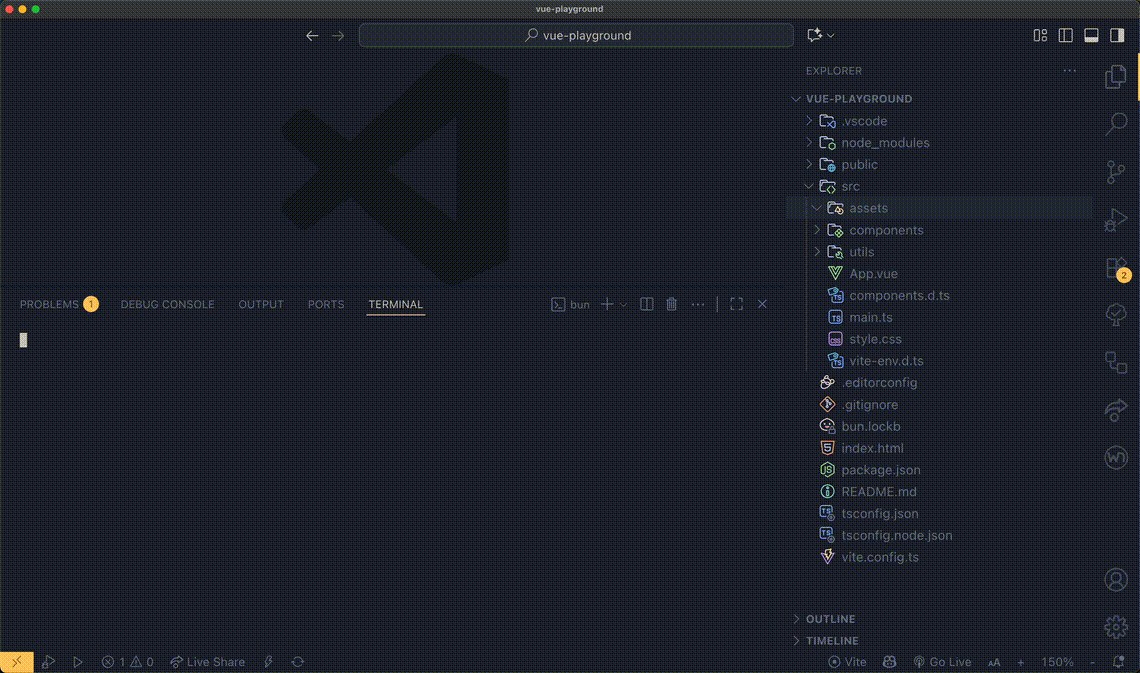 vue-playground
vue-playground
EXPLORER
VUE-PLAYGROUND
.vscode
node_modules
public
src
assets
components
utils
App.vue
components.d.ts
main.ts
style.css
vite-env.d.ts
.editorconfig
.gitignore
bun.lockb
index.html
package.json
README.md
tsconfig.json
tsconfig.node.json
vite.config.ts
OUTLINE
TIMELINE
2
PROBLEMS 1 DEBUG CONSOLE OUTPUT PORTS TERMINAL bun
1 0 Live Share Vite Go Live AA + 150% -